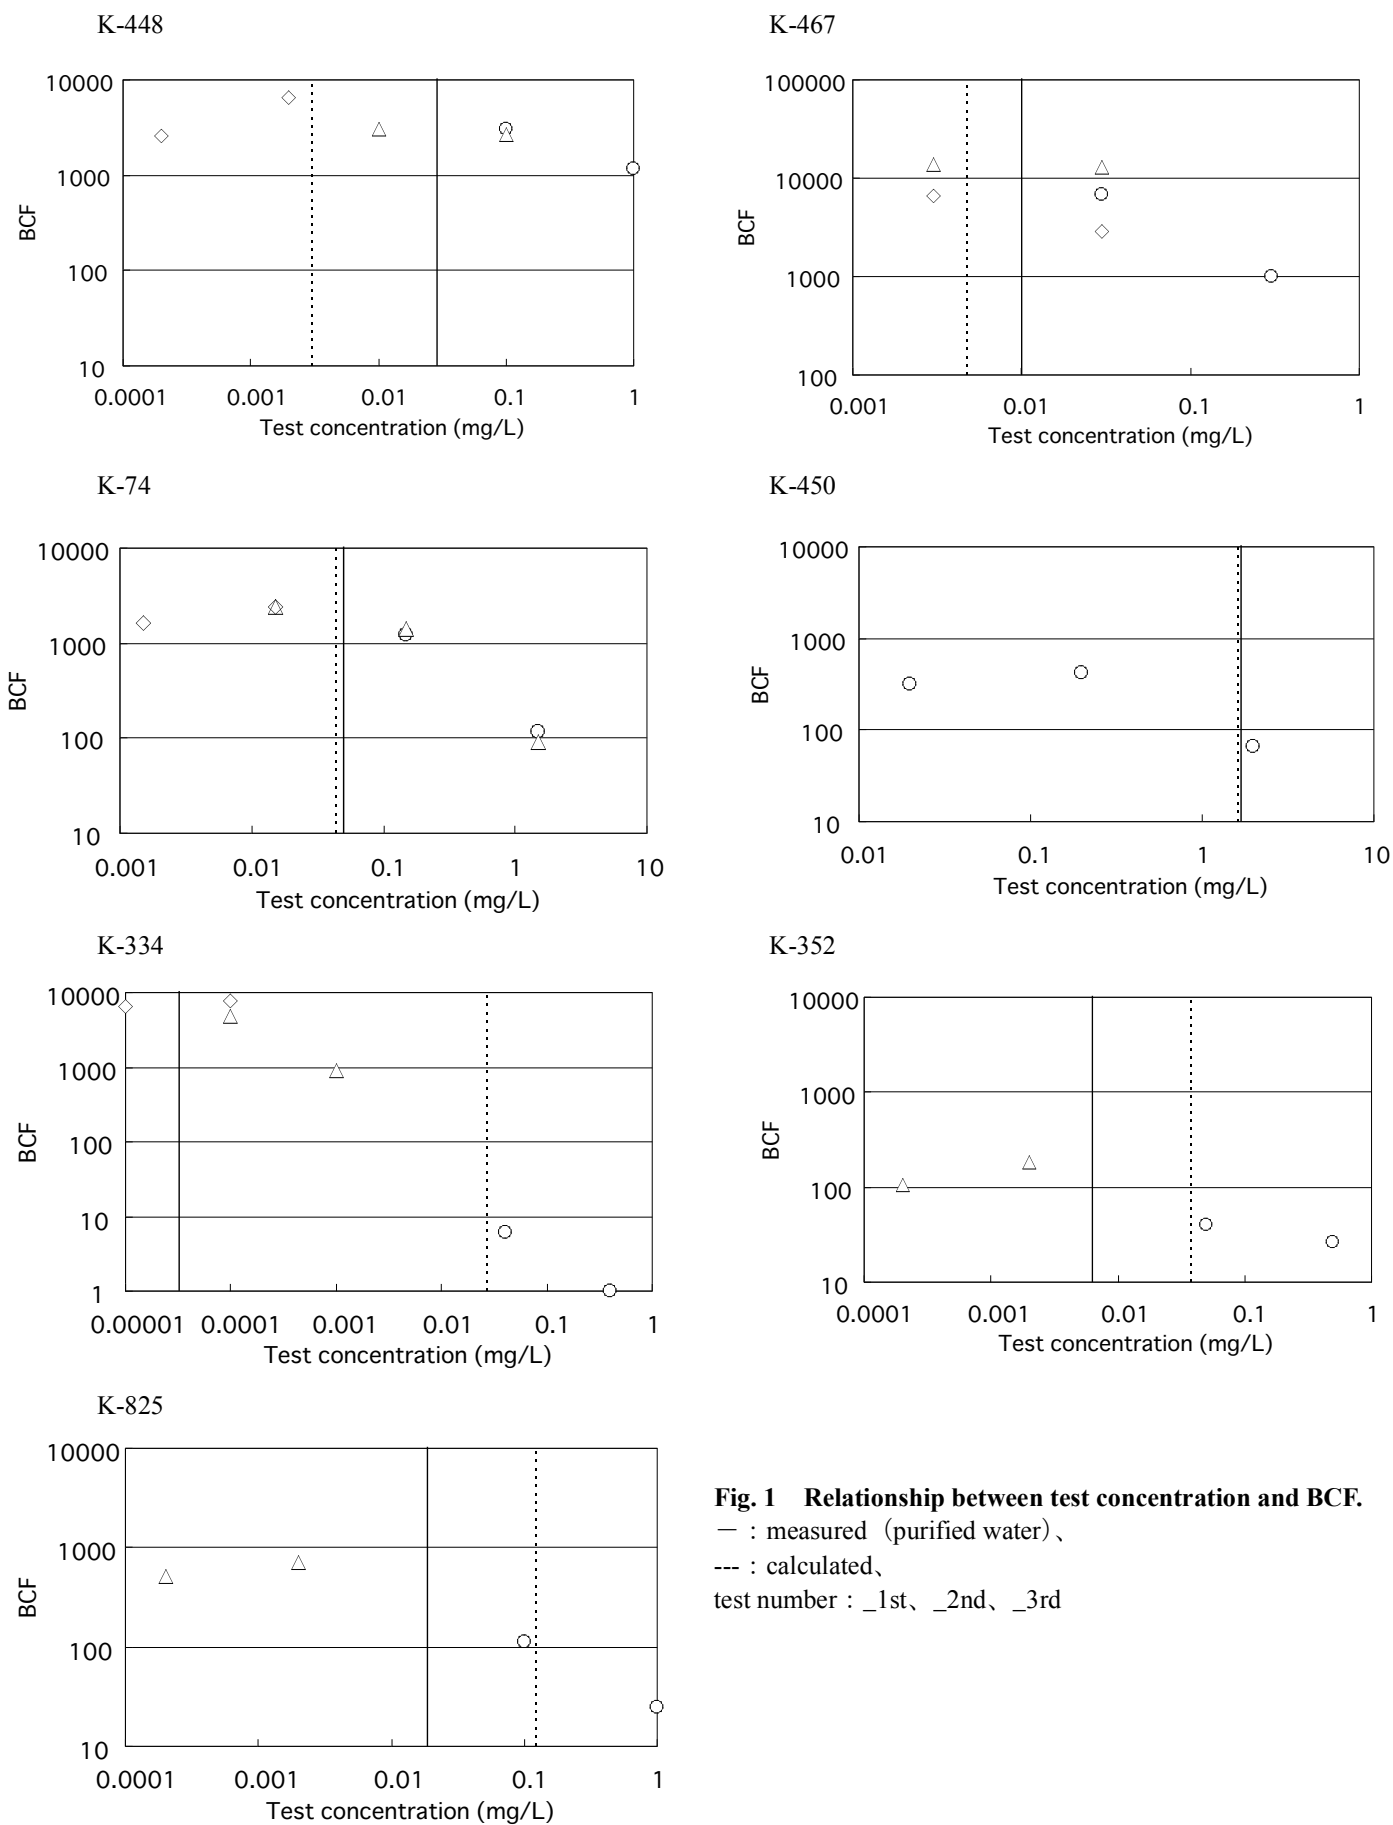 K-448
10000
1000
100
10
BCF
0.0001 0.001 0.01 0.1 1
Test concentration (mg/L)
K-467
100000
10000
1000
100
BCF
0.001 0.01 0.1 1
Test concentration (mg/L)
K-74
10000
1000
100
10
BCF
0.001 0.01 0.1 1 10
Test concentration (mg/L)
K-450
10000
1000
100
10
BCF
0.01 0.1 1 10
Test concentration (mg/L)
K-334
10000
1000
100
10
1
BCF
0.00001 0.0001 0.001 0.01 0.1 1
Test concentration (mg/L)
K-352
10000
1000
100
10
BCF
0.0001 0.001 0.01 0.1 1
Test concentration (mg/L)
K-825
10000
1000
100
10
BCF
0.0001 0.001 0.01 0.1 1
Test concentration (mg/L)
Fig. 1 Relationship between test concentration and BCF.
－：measured（purified water）、
---：calculated、
test number：_1st、_2nd、_3rd